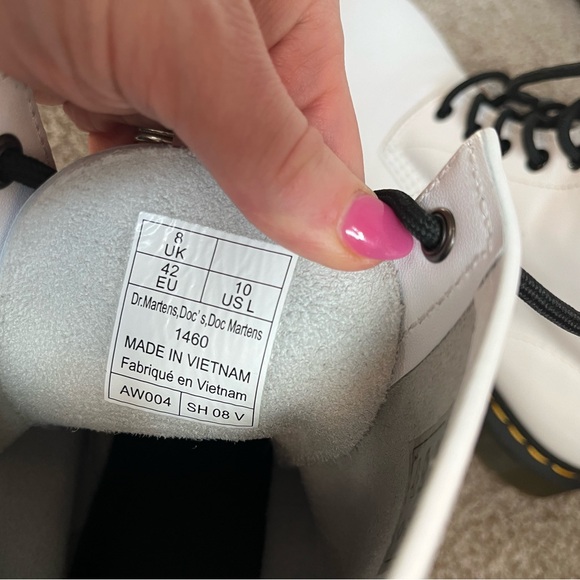 8
UK
42
EU
10
US L
Dr.Martens,Doc's,Doc Martens
1460
MADE IN VIETNAM
Fabriqué en Vietnam
AW004
SH 08 V